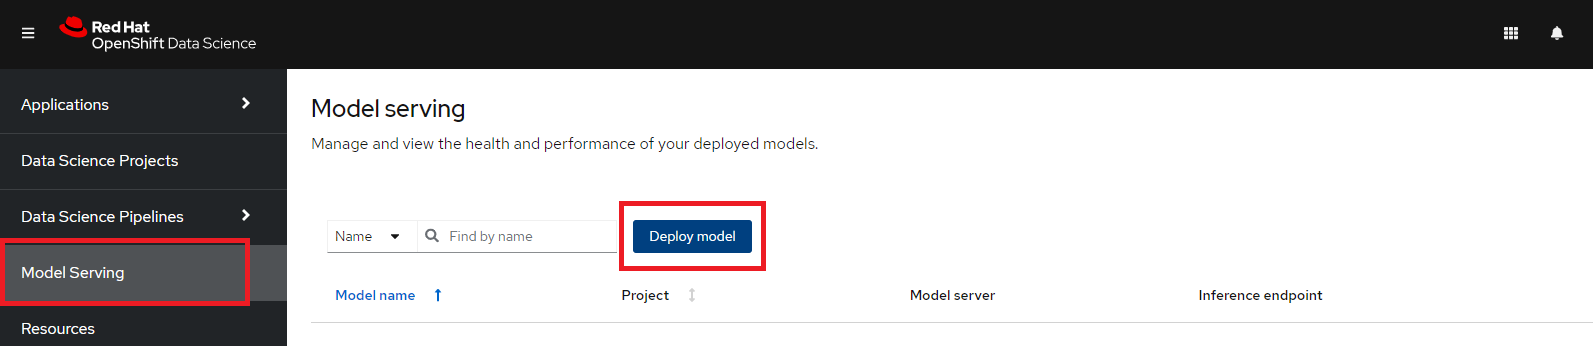 Red Hat
OpenShift Data Science
Applications
Data Science Projects
Data Science Pipelines
Model Serving
Resources
Model serving
Manage and view the health and performance of your deployed models.
Name
Find by name
Deploy model
Model name
Project
Model server
Inference endpoint